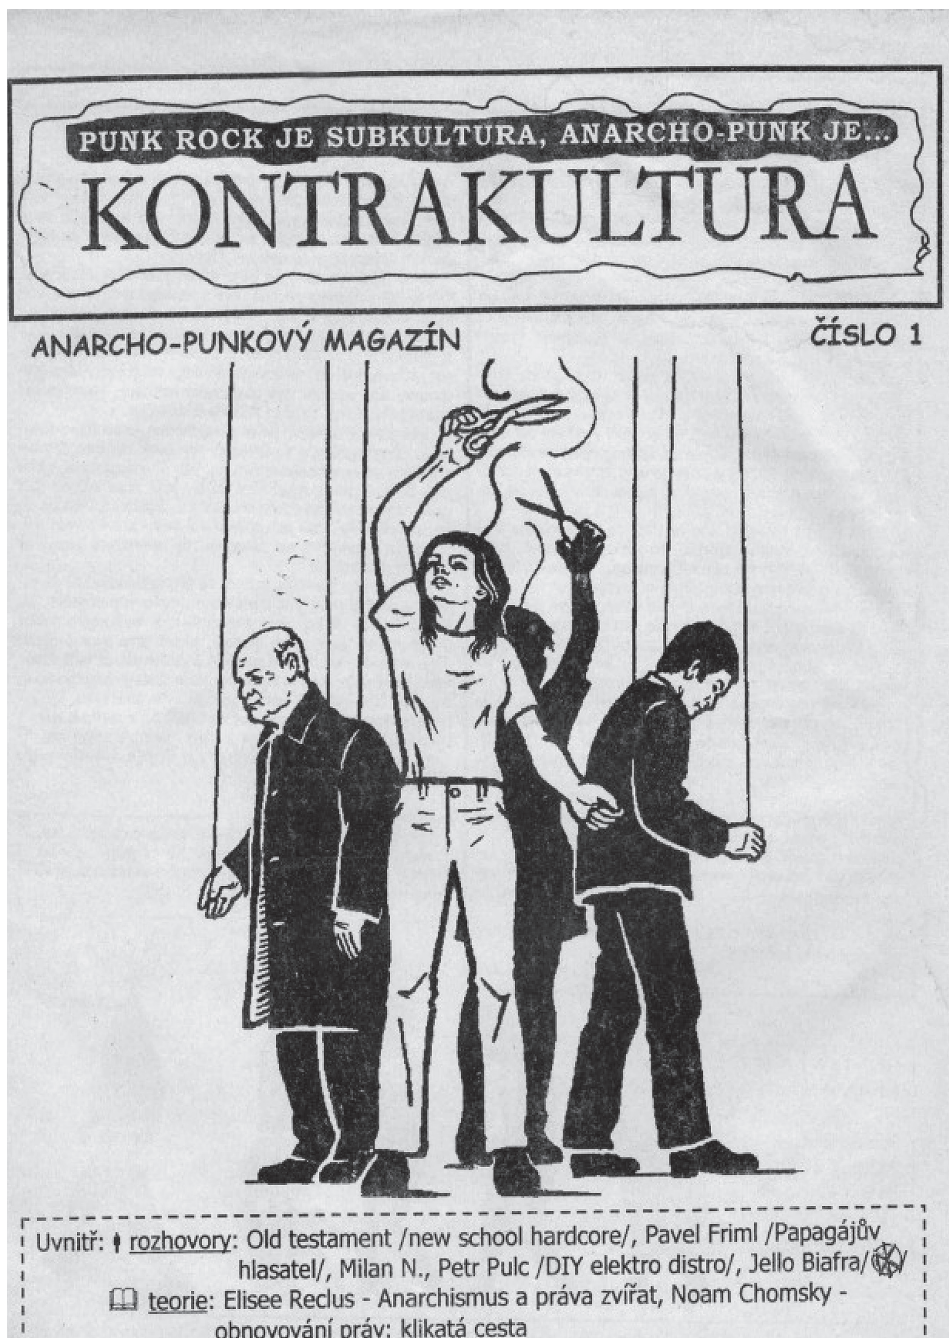 PUNK ROCK JE SUBKULTURA, ANARCHO-PUNK JE...
KONTRAKULTURA
ANARCHO-PUNKOVÝ MAGAZÍN
ČÍSLO 1
Uvnitř: rozhovory: Old testament /new school hardcore/, Pavel Friml /Papagájův
hlasatel/, Milan N., Petr Pulc /DIY elektro distro/, Jello Biafra/ /
teorie: Elisee Reclus - Anarchismus a práva zvířat, Noam Chomsky -
obnovování práv: klikatá cesta